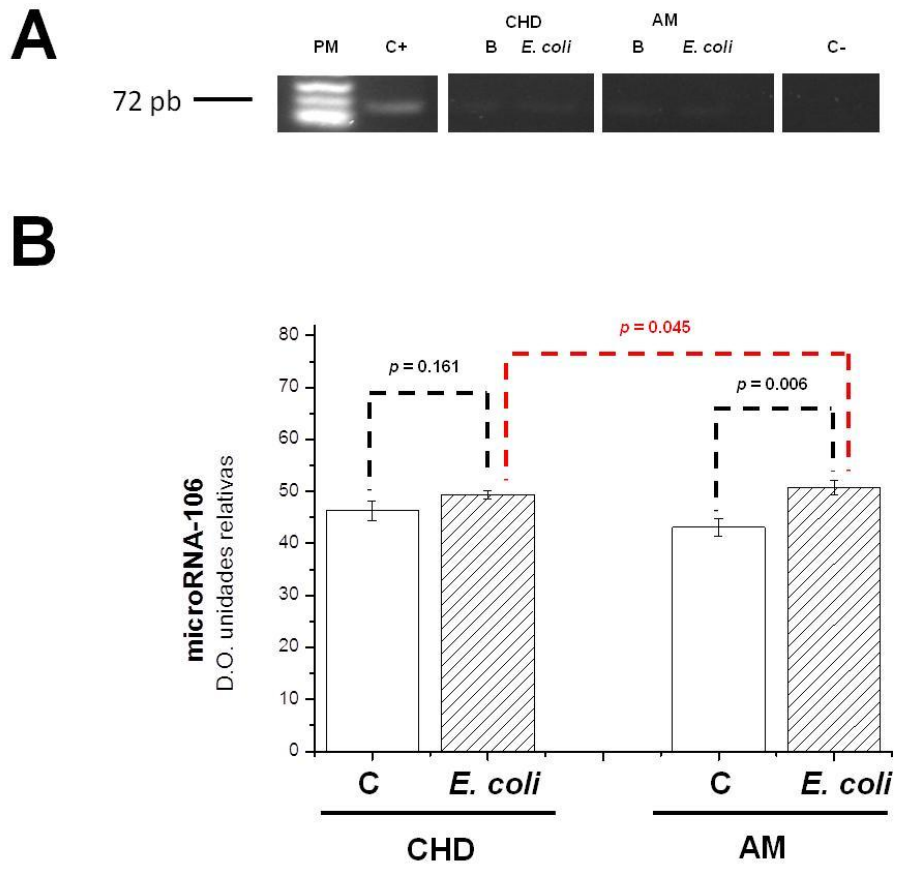 A
CHD AM
PM C+ B E. coli B E. coli C-
72 pb
B
p = 0.045
p = 0.161
p = 0.006
80
70
60
50
40
30
20
10
0
microRNA-106
D.O. unidades relativas
C E. coli C E. coli
CHD AM